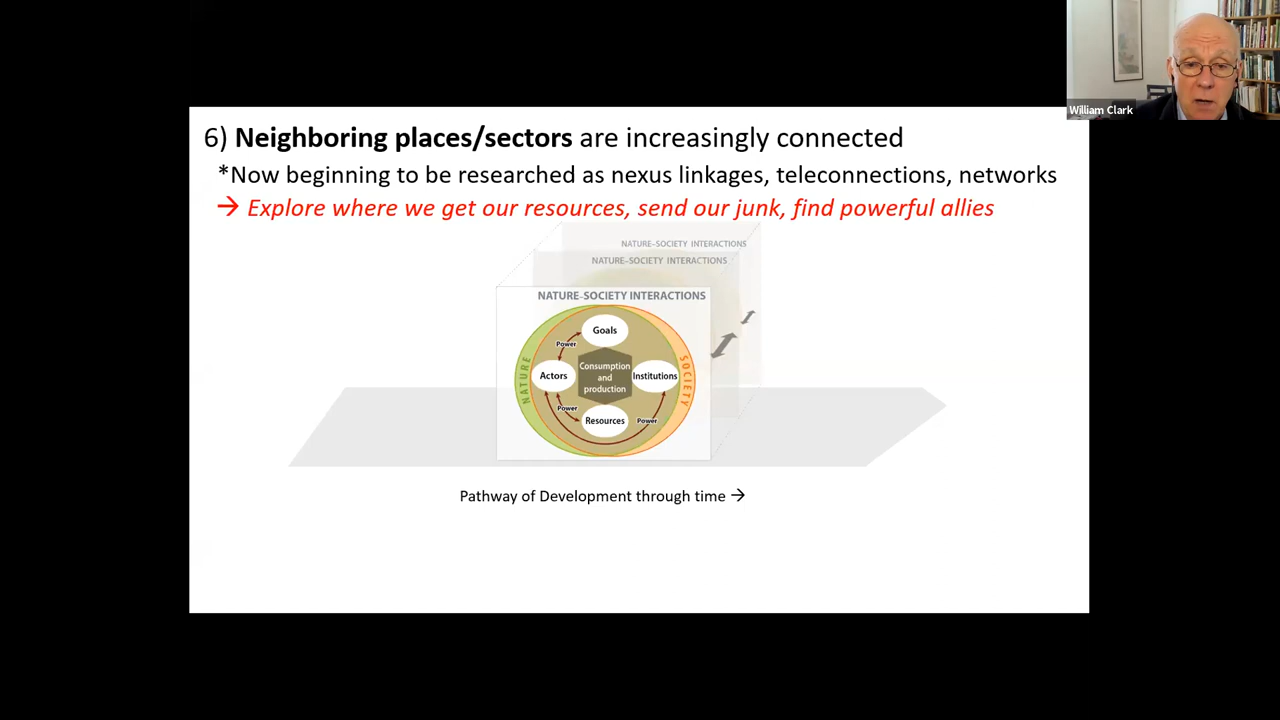 William Clark
6) Neighboring places/sectors are increasingly connected
*Now beginning to be researched as nexus linkages, teleconnections, networks
→ Explore where we get our resources, send our junk, find powerful allies
NATURE–SOCIETY INTERACTIONS
NATURE–SOCIETY INTERACTIONS
NATURE–SOCIETY INTERACTIONS
Goals
Power
NATURE
Actors
Consumption
and
production
Institutions
SOCIETY
Power
Resources
Power
Pathway of Development through time →